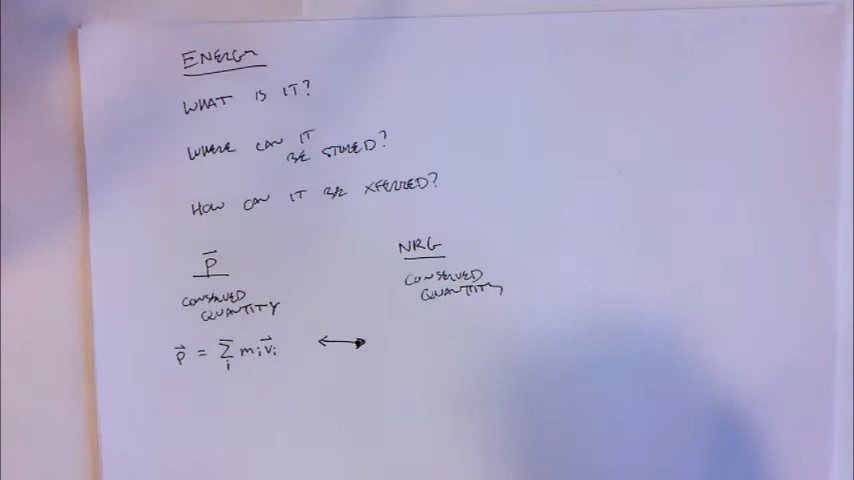 ENERGY
WHAT IS IT?
WHERE CAN IT
BE STORED?
HOW CAN IT BE XFERRED?
p⃗
CONSERVED
QUANTITY
NRG
CONSERVED
QUANTITY
p⃗ = Σᵢ mᵢv⃗ᵢ ↔